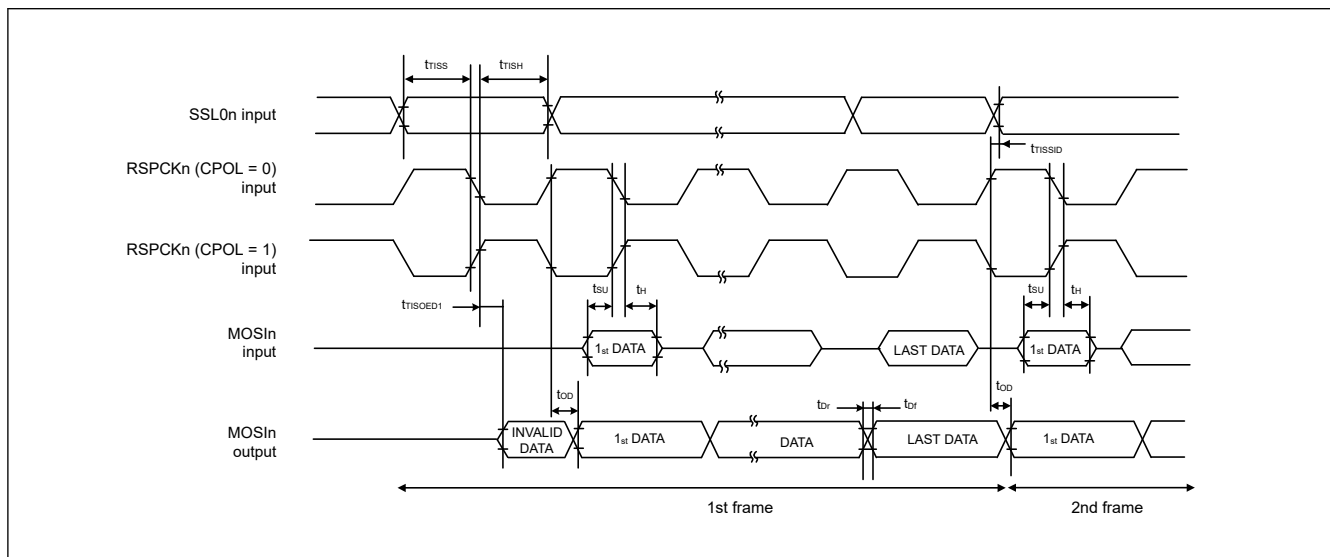 tTISS
tTISH
SSL0n input
tTISSID
RSPCKn (CPOL = 0)
input
RSPCKn (CPOL = 1)
input
tTISOED1
tSU
tH
tSU
tH
MOSIn
input
1st DATA
LAST DATA
1st DATA
tOD
tDr
tDf
tOD
MOSIn
output
INVALID
DATA
1st DATA
DATA
LAST DATA
1st DATA
1st frame
2nd frame